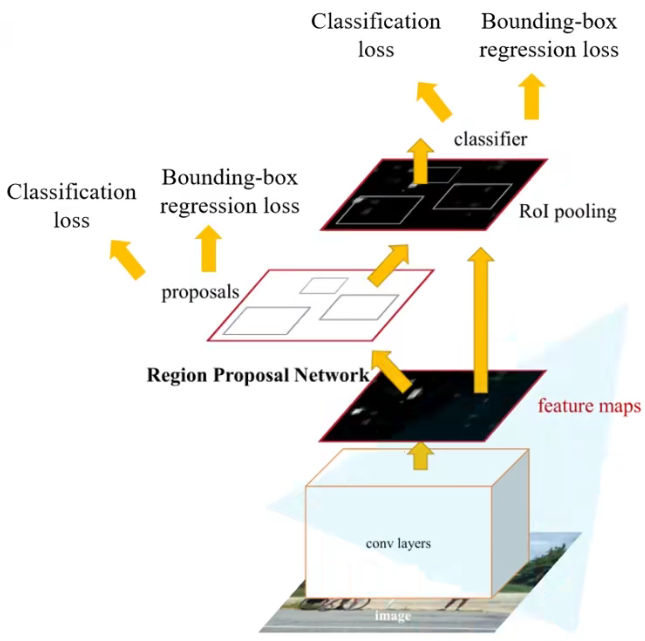 Classification
loss
Bounding-box
regression loss
classifier
RoI pooling
Classification
loss
Bounding-box
regression loss
proposals
Region Proposal Network
feature maps
conv layers
image